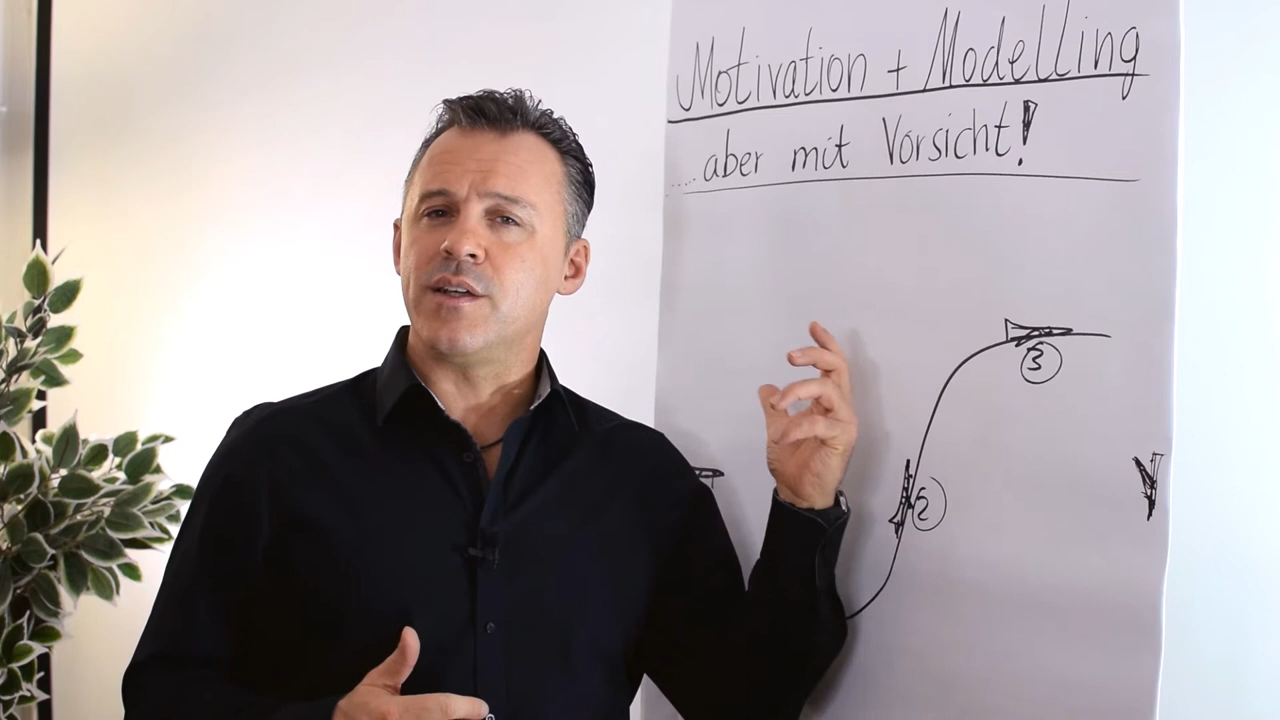 Motivation + Modelling
..... aber mit Vorsicht!
3
2